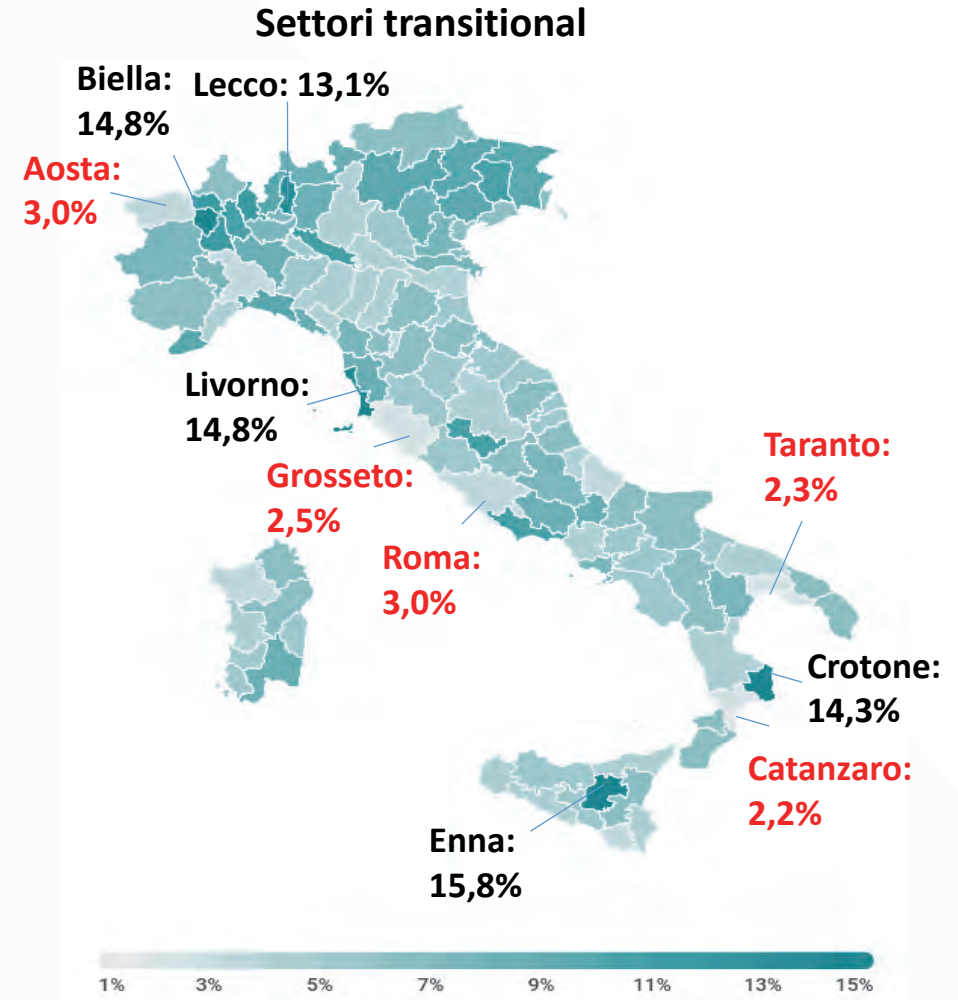 Settori transitional
Biella:
14,8%
Lecco: 13,1%
Aosta:
3,0%
Livorno:
14,8%
Grosseto:
2,5%
Roma:
3,0%
Taranto:
2,3%
Crotone:
14,3%
Catanzaro:
2,2%
Enna:
15,8%
1% 3% 5% 7% 9% 11% 13% 15%